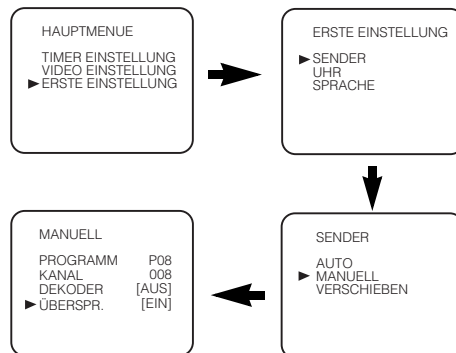 HAUPTMENUE
TIMER EINSTELLUNG
VIDEO EINSTELLUNG
ERSTE EINSTELLUNG
ERSTE EINSTELLUNG
SENDER
UHR
SPRACHE
MANUELL
PROGRAMM P08
KANAL 008
DEKODER [AUS]
ÜBERSPR. [EIN]
SENDER
AUTO
MANUELL
VERSCHIEBEN